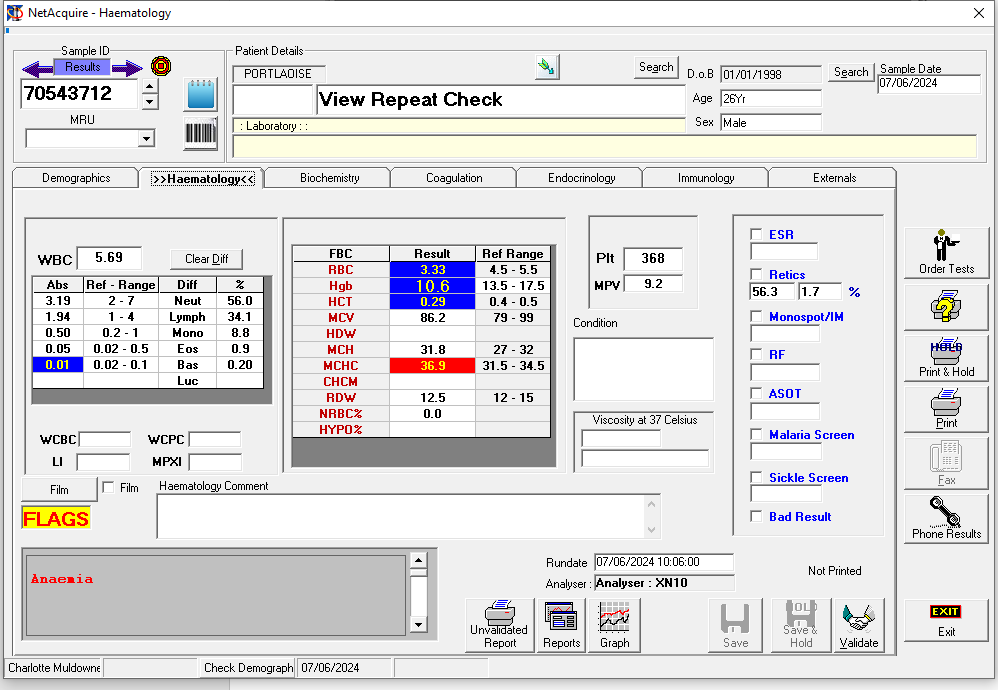 NetAcquire - Haematology
Sample ID
Results
70543712
MRU
Patient Details
PORTLAOISE
Search
View Repeat Check
: Laboratory : :
D.o.B 01/01/1998 Search
Age 26Yr
Sex Male
Sample Date
07/06/2024
Demographics >>Haematology<< Biochemistry Coagulation Endocrinology Immunology Externals
WBC 5.69 Clear Diff
Abs Ref - Range Diff %
3.19 2 - 7 Neut 56.0
1.94 1 - 4 Lymph 34.1
0.50 0.2 - 1 Mono 8.8
0.05 0.02 - 0.5 Eos 0.9
0.01 0.02 - 0.1 Bas 0.20
Luc
WCBC WCPC
LI MPXI
FBC Result Ref Range
RBC 3.33 4.5 - 5.5
Hgb 10.6 13.5 - 17.5
HCT 0.29 0.4 - 0.5
MCV 86.2 79 - 99
HDW
MCH 31.8 27 - 32
MCHC 36.9 31.5 - 34.5
CHCM
RDW 12.5 12 - 15
NRBC% 0.0
HYPO%
Plt 368
MPV 9.2
Condition
Viscosity at 37 Celsius
ESR
Retics
56.3 1.7 %
Monospot/IM
RF
ASOT
Malaria Screen
Sickle Screen
Bad Result
Order Tests
HOLD
Print & Hold
Print
Fax
Phone Results
EXIT
Exit
Film Film Haematology Comment
FLAGS
Anaemia
Rundate 07/06/2024 10:06:00
Analyser : Analyser : XN10
Not Printed
Unvalidated
Report
Reports
Graph
Save
HOLD
Save &
Hold
Validate
Charlotte Muldowne Check Demograph 07/06/2024